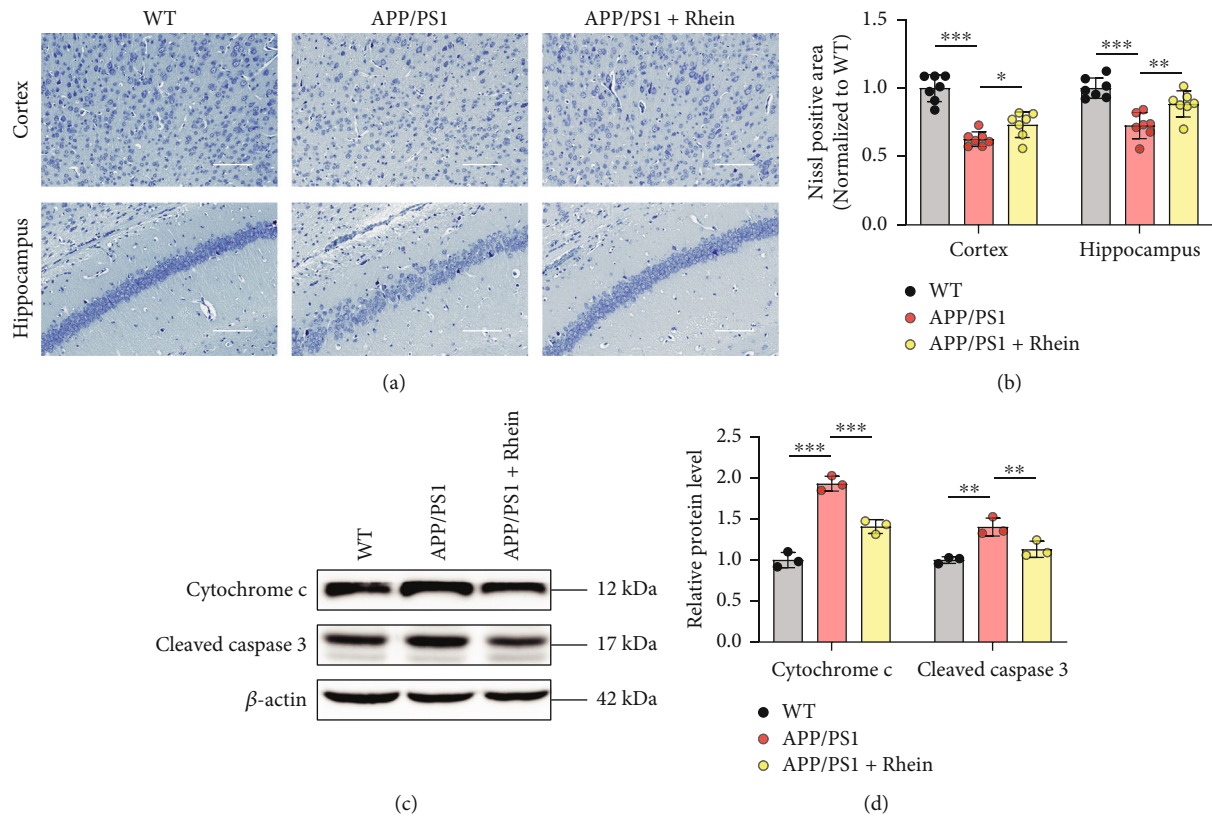 WT
APP/PS1
APP/PS1 + Rhein
Cortex
Hippocampus
(a)
Nissl positive area
(Normalized to WT)
1.5
1.0
0.5
0.0
***
*
***
**
Cortex
Hippocampus
WT
APP/PS1
APP/PS1 + Rhein
(b)
WT
APP/PS1
APP/PS1 + Rhein
Cytochrome c
12 kDa
Cleaved caspase 3
17 kDa
β-actin
42 kDa
(c)
Relative protein level
2.5
2.0
1.5
1.0
0.5
0.0
***
***
**
**
Cytochrome c
Cleaved caspase 3
WT
APP/PS1
APP/PS1 + Rhein
(d)